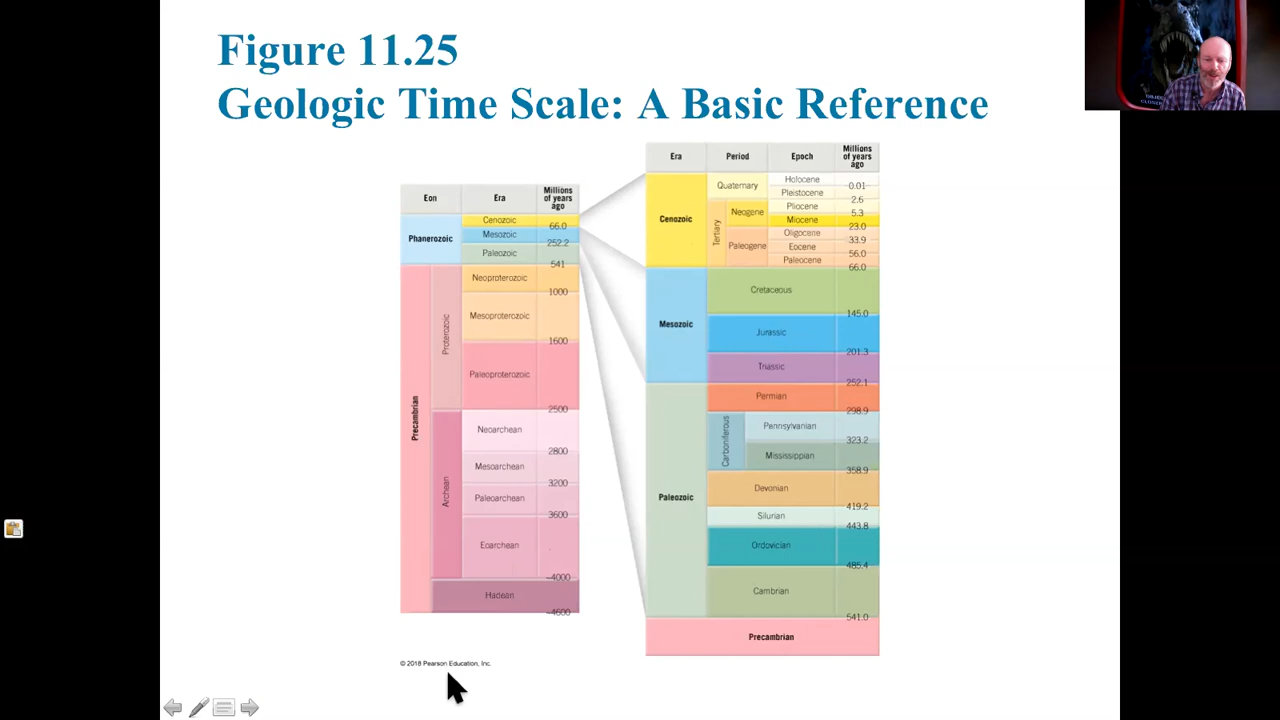 Figure 11.25
Geologic Time Scale: A Basic Reference
Eon
Era
Millions
of years
ago
Phanerozoic
Cenozoic
66.0
Mesozoic
252.2
Paleozoic
541
Precambrian
Proterozoic
Neoproterozoic
1000
Mesoproterozoic
1600
Paleoproterozoic
2500
Archean
Neoarchean
2800
Mesoarchean
3200
Paleoarchean
3600
Eoarchean
~4000
Hadean
~4600
Era
Period
Epoch
Millions
of years
ago
Cenozoic
Quaternary
Holocene
0.01
Pleistocene
2.6
Tertiary
Neogene
Pliocene
5.3
Miocene
23.0
Paleogene
Oligocene
33.9
Eocene
56.0
Paleocene
66.0
Mesozoic
Cretaceous
145.0
Jurassic
201.3
Triassic
252.1
Paleozoic
Permian
298.9
Carboniferous
Pennsylvanian
323.2
Mississippian
358.9
Devonian
419.2
Silurian
443.8
Ordovician
485.4
Cambrian
541.0
Precambrian
© 2018 Pearson Education, Inc.